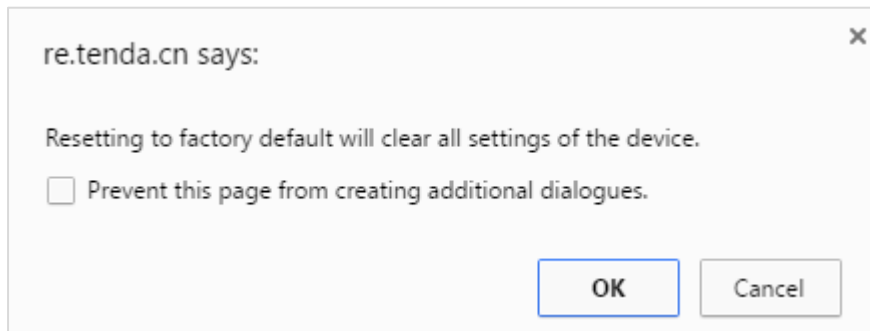 re.tenda.cn says:
Resetting to factory default will clear all settings of the device.
Prevent this page from creating additional dialogues.
OK Cancel